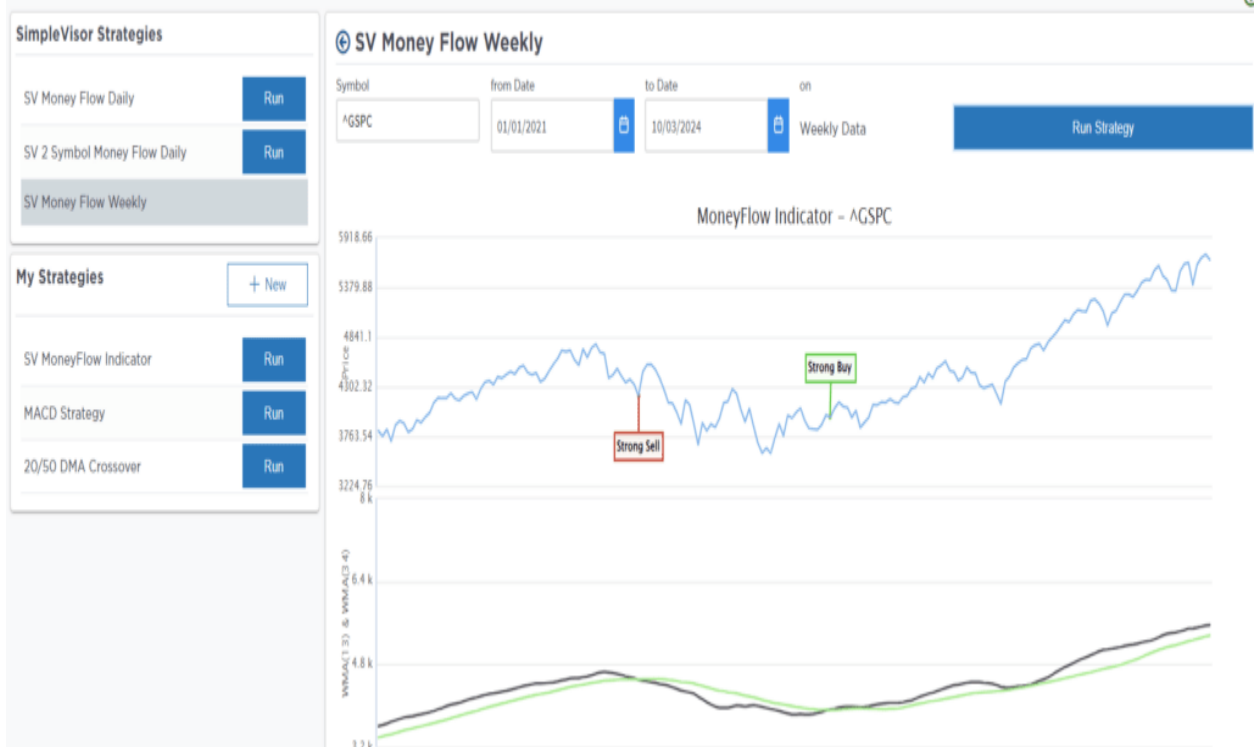 SimpleVisor Strategies
SV Money Flow Daily Run
SV 2 Symbol Money Flow Daily Run
SV Money Flow Weekly
My Strategies + New
SV MoneyFlow Indicator Run
MACD Strategy Run
20/50 DMA Crossover Run
SV Money Flow Weekly
Symbol from Date to Date on
^GSPC 01/01/2021 10/03/2024 Weekly Data Run Strategy
MoneyFlow Indicator - ^GSPC
5918.66
5379.88
4841.1
Price
4302.32
3763.54
3224.76
Strong Sell
Strong Buy
8 k
6.4 k
4.8 k
3.2 k
WMA(13) & WMA(34)